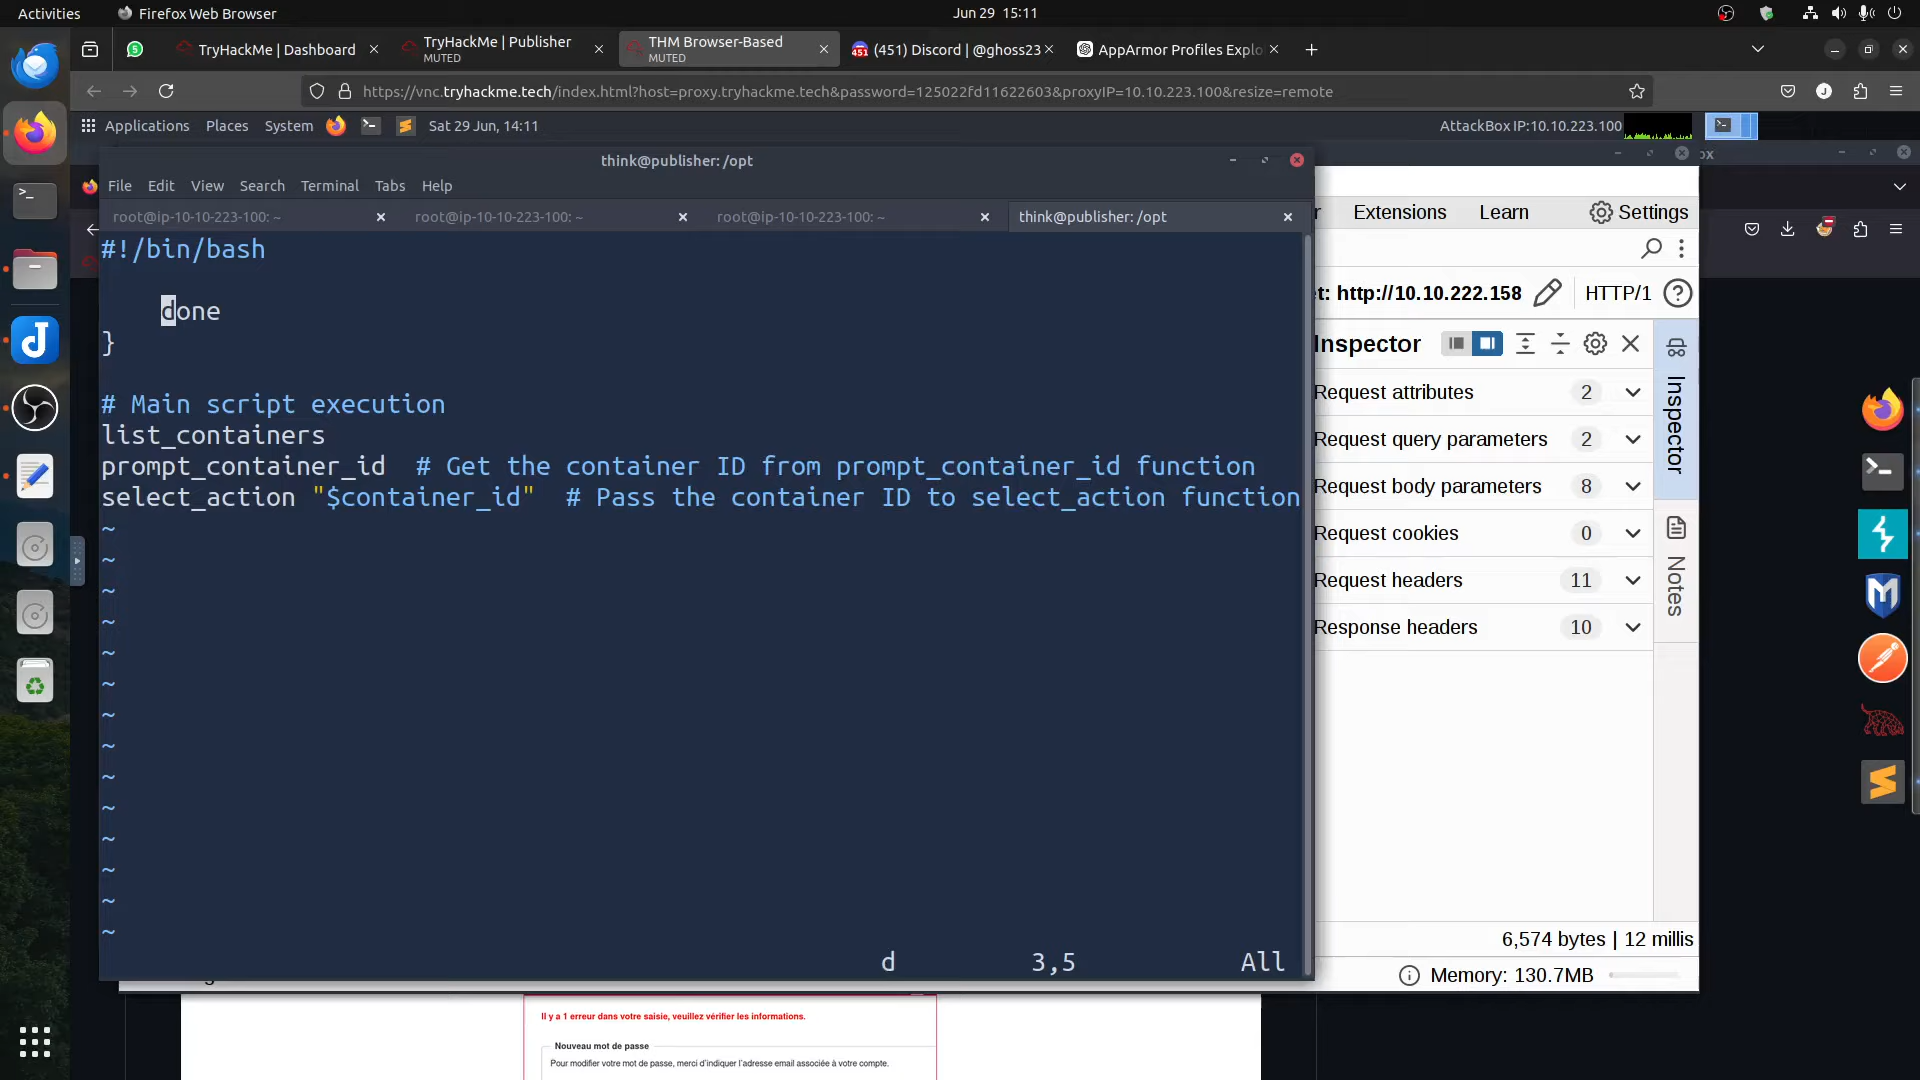 Activities
Firefox Web Browser
Jun 29 15:11
TryHackMe | Dashboard
TryHackMe | Publisher
MUTED
THM Browser-Based
MUTED
(451) Discord | @ghoss23
AppArmor Profiles Explo
https://vnc.tryhackme.tech/index.html?host=proxy.tryhackme.tech&password=125022fd11622603&proxyIP=10.10.223.100&resize=remote
Applications
Places
System
Sat 29 Jun, 14:11
AttackBox IP:10.10.223.100
think@publisher: /opt
File
Edit
View
Search
Terminal
Tabs
Help
root@ip-10-10-223-100: ~
root@ip-10-10-223-100: ~
root@ip-10-10-223-100: ~
think@publisher: /opt
#!/bin/bash
done
}
# Main script execution
list_containers
prompt_container_id # Get the container ID from prompt_container_id function
select_action "$container_id" # Pass the container ID to select_action function
~
~
~
~
~
~
~
~
~
~
~
~
~
~
d
3,5
All
Extensions
Learn
Settings
http://10.10.222.158
HTTP/1
Inspector
Request attributes
2
Request query parameters
2
Request body parameters
8
Request cookies
0
Request headers
11
Response headers
10
Inspector
Notes
6,574 bytes | 12 millis
Memory: 130.7MB
Il y a 1 erreur dans votre saisie, veuillez vérifier les informations.
Nouveau mot de passe
Pour modifier votre mot de passe, merci d'indiquer l'adresse email associée à votre compte.